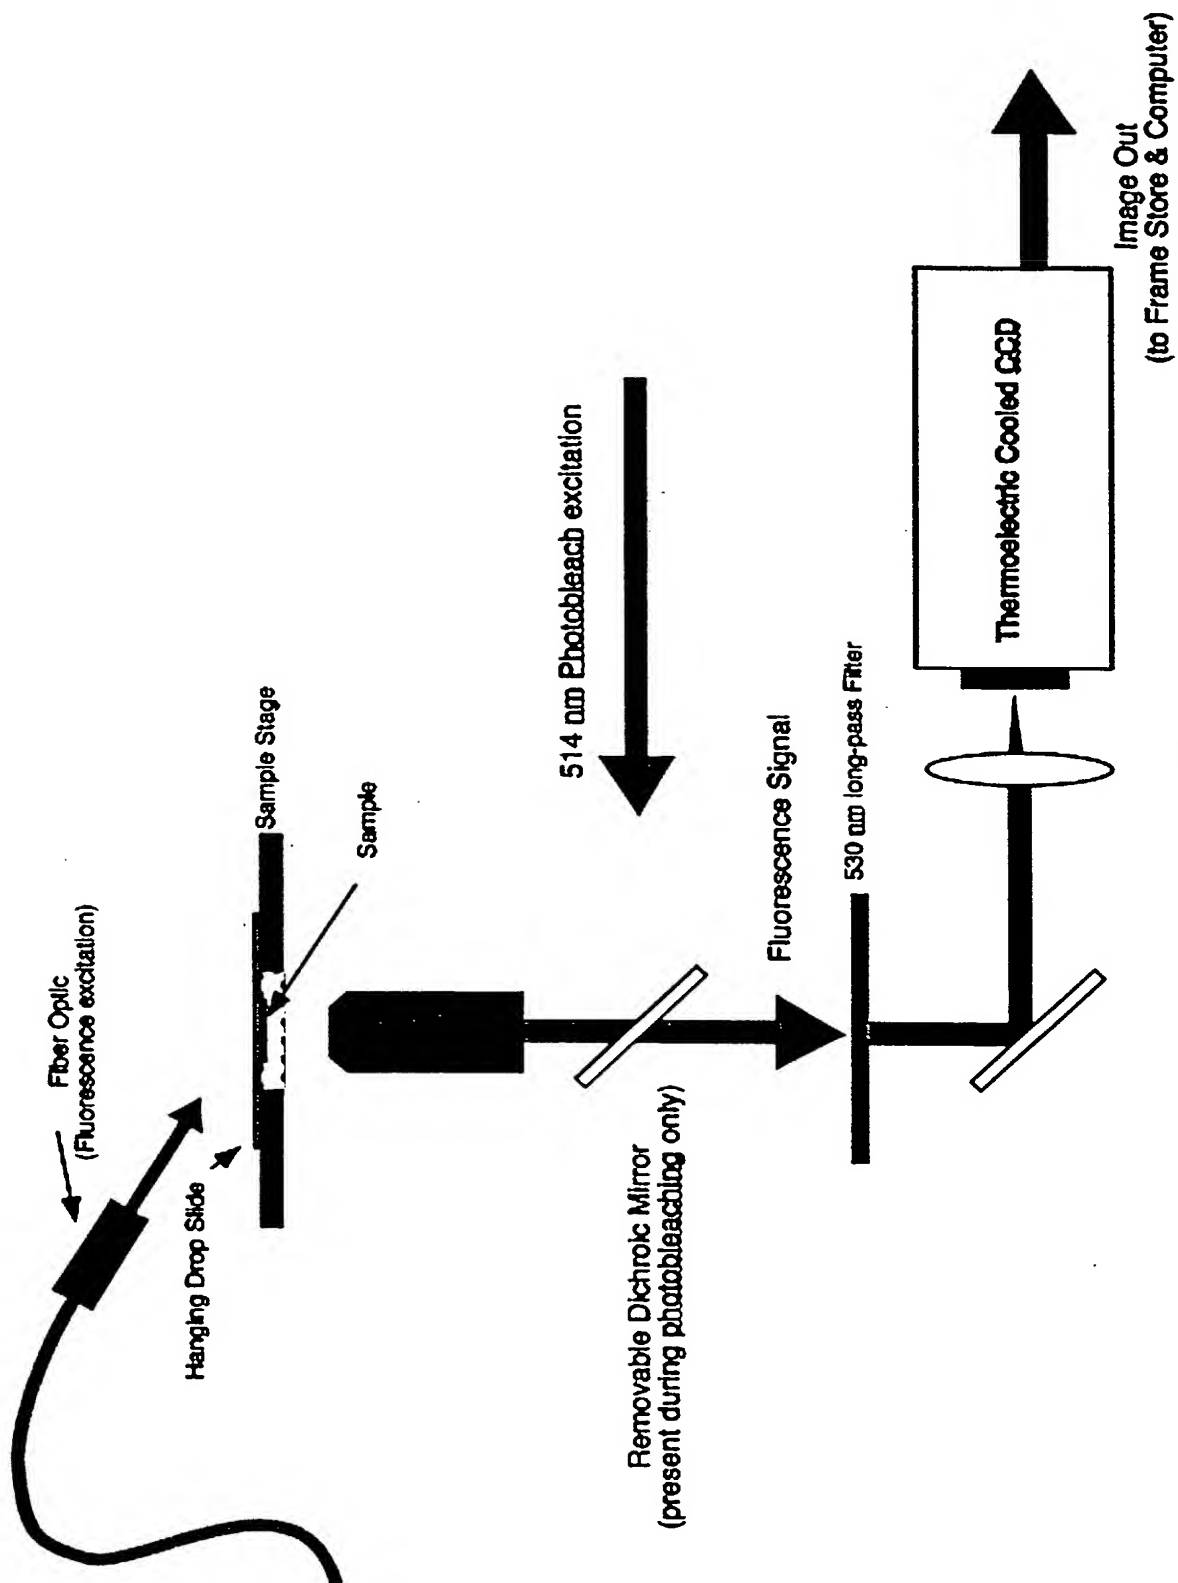 Fiber Optic
(Fluorescence excitation)
Hanging Drop Slide
Sample Stage
Sample
514 nm Photobleach excitation
Removable Dichroic Mirror
(present during photobleaching only)
Fluorescence Signal
530 nm long-pass Filter
Thermoelectric Cooled CCD
Image Out
(to Frame Store & Computer)